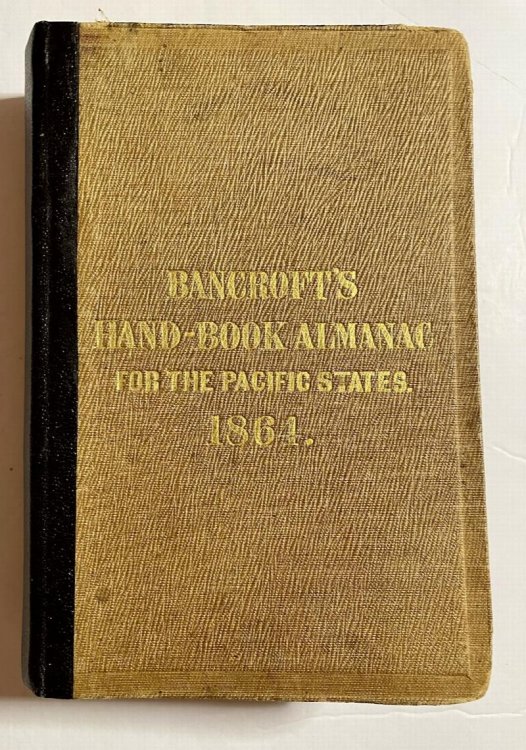 BANCROFT'S
HAND-BOOK ALMANAC
FOR THE PACIFIC STATES.
1864.